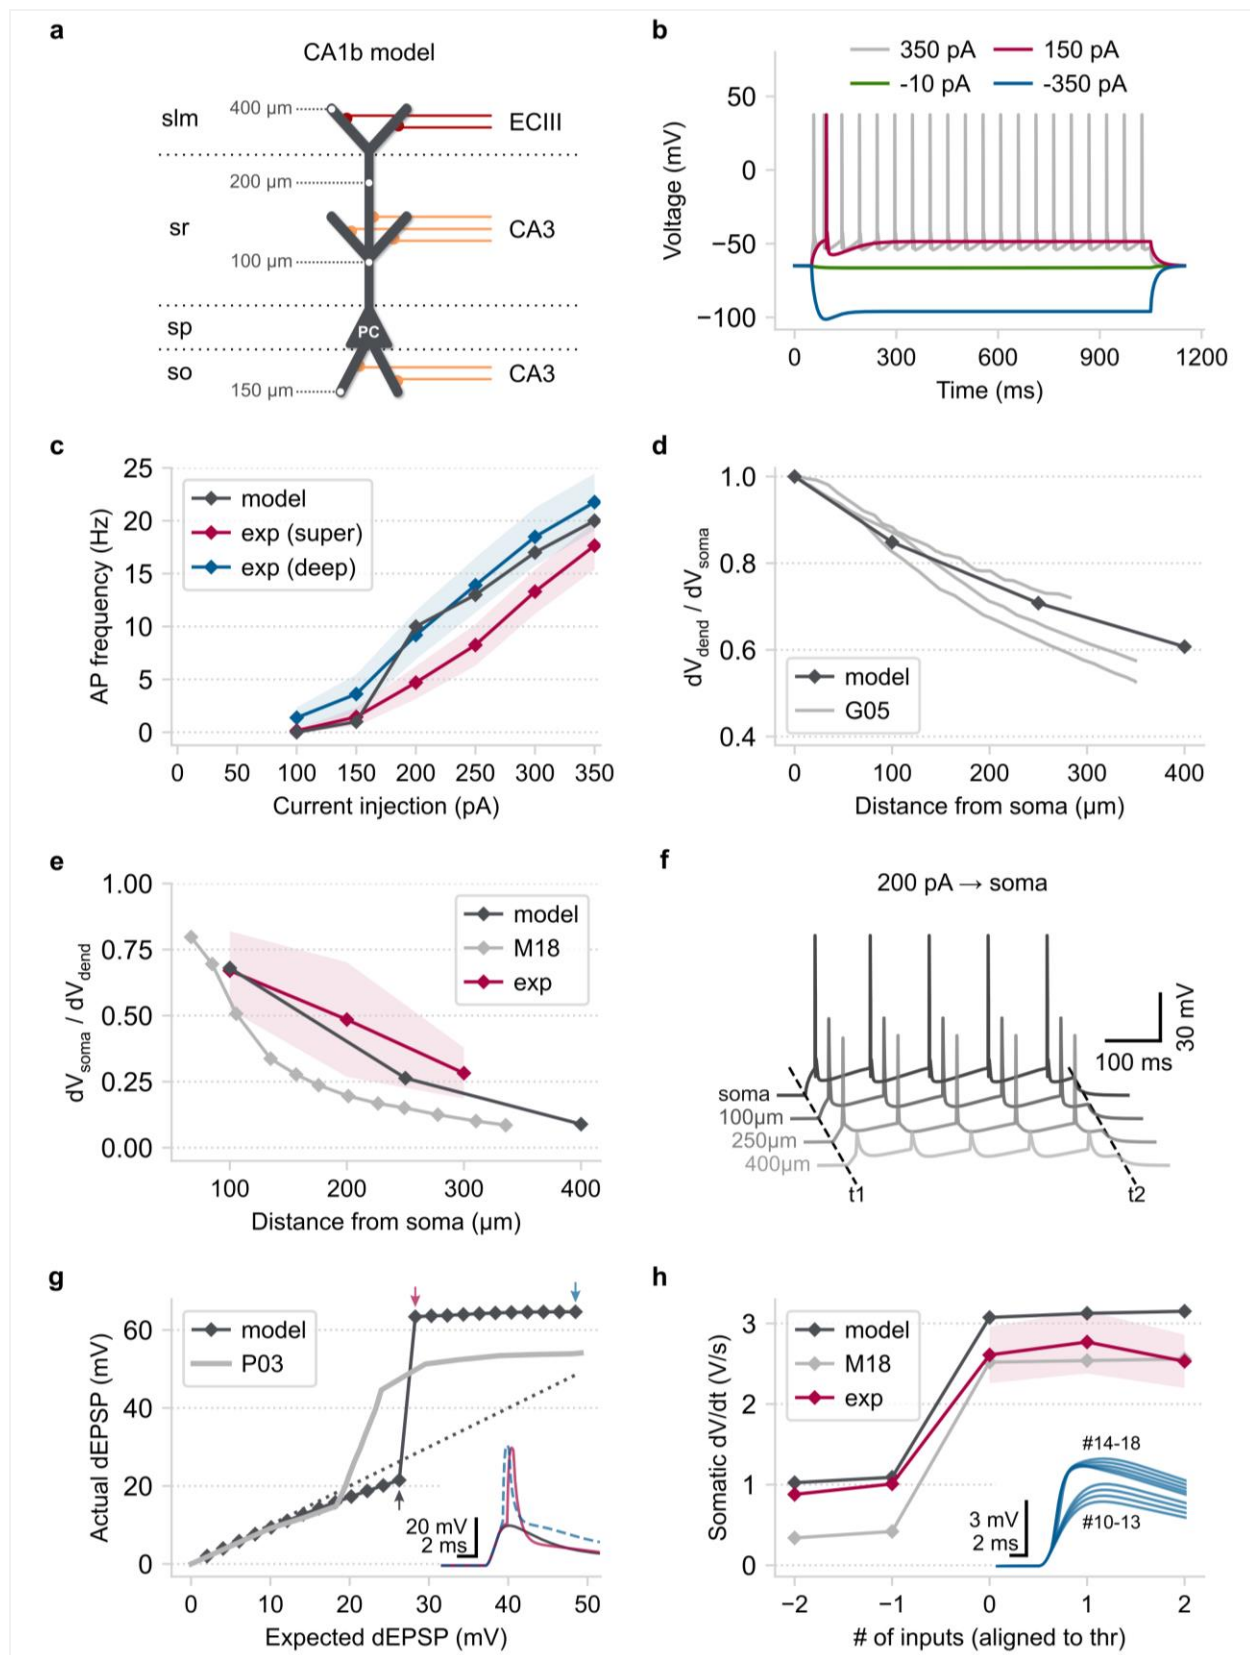 a
CA1b model
slm
400 µm
ECIII
200 µm
sr
CA3
100 µm
sp
PC
so
CA3
150 µm
b
350 pA
150 pA
-10 pA
-350 pA
50
0
−50
−100
Voltage (mV)
0
300
600
900
1200
Time (ms)
c
25
20
15
10
5
0
AP frequency (Hz)
model
exp (super)
exp (deep)
0
50
100
150
200
250
300
350
Current injection (pA)
d
1.0
0.8
0.6
0.4
dVdend / dVsoma
model
G05
0
100
200
300
400
Distance from soma (µm)
e
1.00
0.75
0.50
0.25
0.00
dVsoma / dVdend
model
M18
exp
100
200
300
400
Distance from soma (µm)
f
200 pA → soma
30 mV
100 ms
soma
100µm
250µm
400µm
t1
t2
g
60
40
20
0
Actual dEPSP (mV)
model
P03
20 mV
2 ms
0
10
20
30
40
50
Expected dEPSP (mV)
h
3
2
1
0
Somatic dV/dt (V/s)
model
M18
exp
#14-18
#10-13
3 mV
2 ms
−2
−1
0
1
2
# of inputs (aligned to thr)